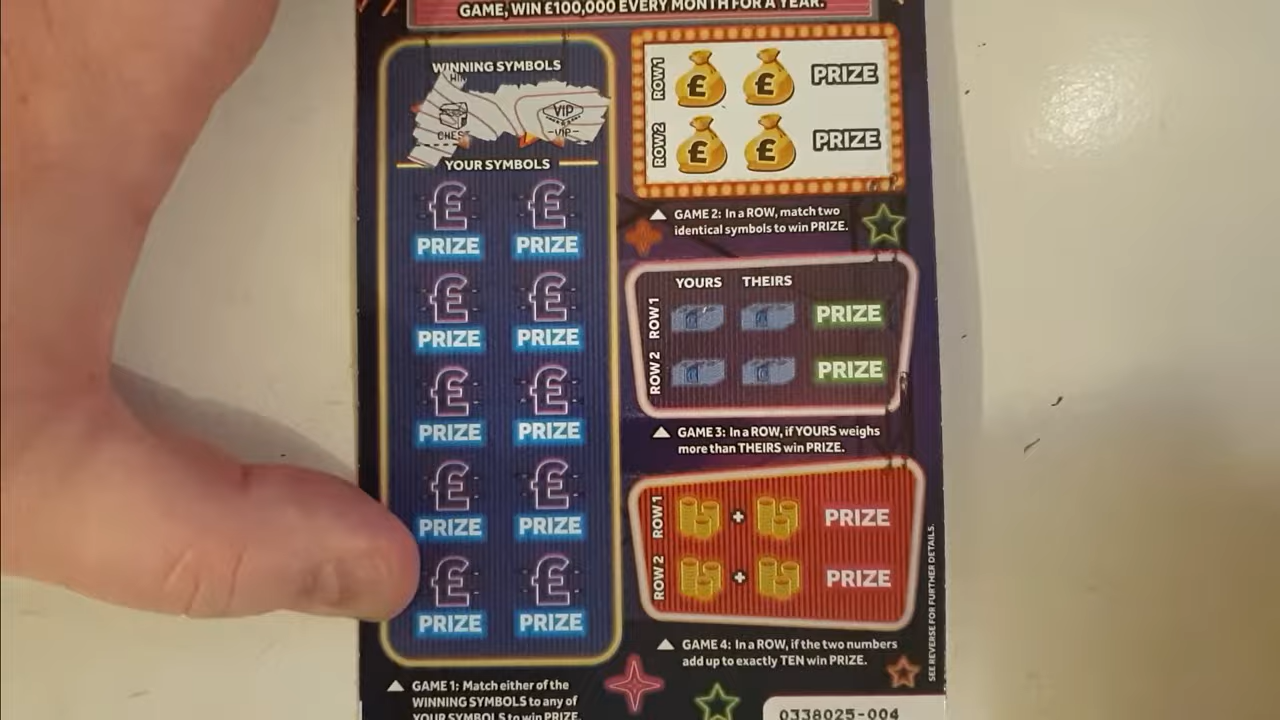 GAME, WIN £100,000 EVERY MONTH FOR A YEAR.
WINNING SYMBOLS
CHEST
VIP
-VIP-
YOUR SYMBOLS
£ £
PRIZE PRIZE
£ £
PRIZE PRIZE
£ £
PRIZE PRIZE
£ £
PRIZE PRIZE
£ £
PRIZE PRIZE
GAME 1: Match either of the
WINNING SYMBOLS to any of
YOUR SYMBOLS to win PRIZE.
ROW 1 £ £ PRIZE
ROW 2 £ £ PRIZE
GAME 2: In a ROW, match two
identical symbols to win PRIZE.
YOURS THEIRS
ROW 1 PRIZE
ROW 2 PRIZE
GAME 3: In a ROW, if YOURS weighs
more than THEIRS win PRIZE.
ROW 1 + PRIZE
ROW 2 + PRIZE
GAME 4: In a ROW, if the two numbers
add up to exactly TEN win PRIZE.
SEE REVERSE FOR FURTHER DETAILS.
0338025-004